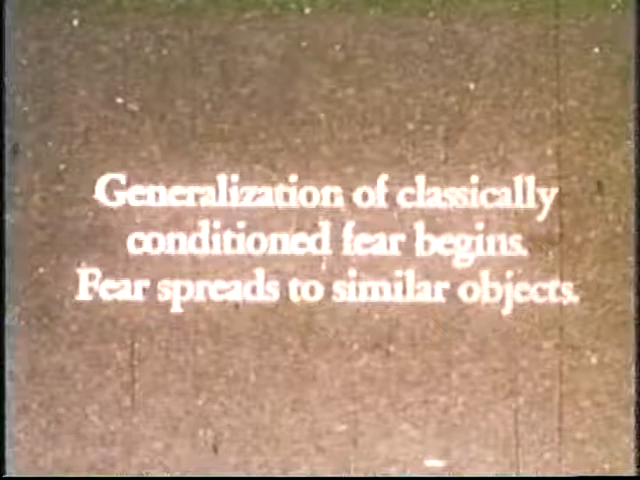 Generalization of classically
conditioned fear begins.
Fear spreads to similar objects.